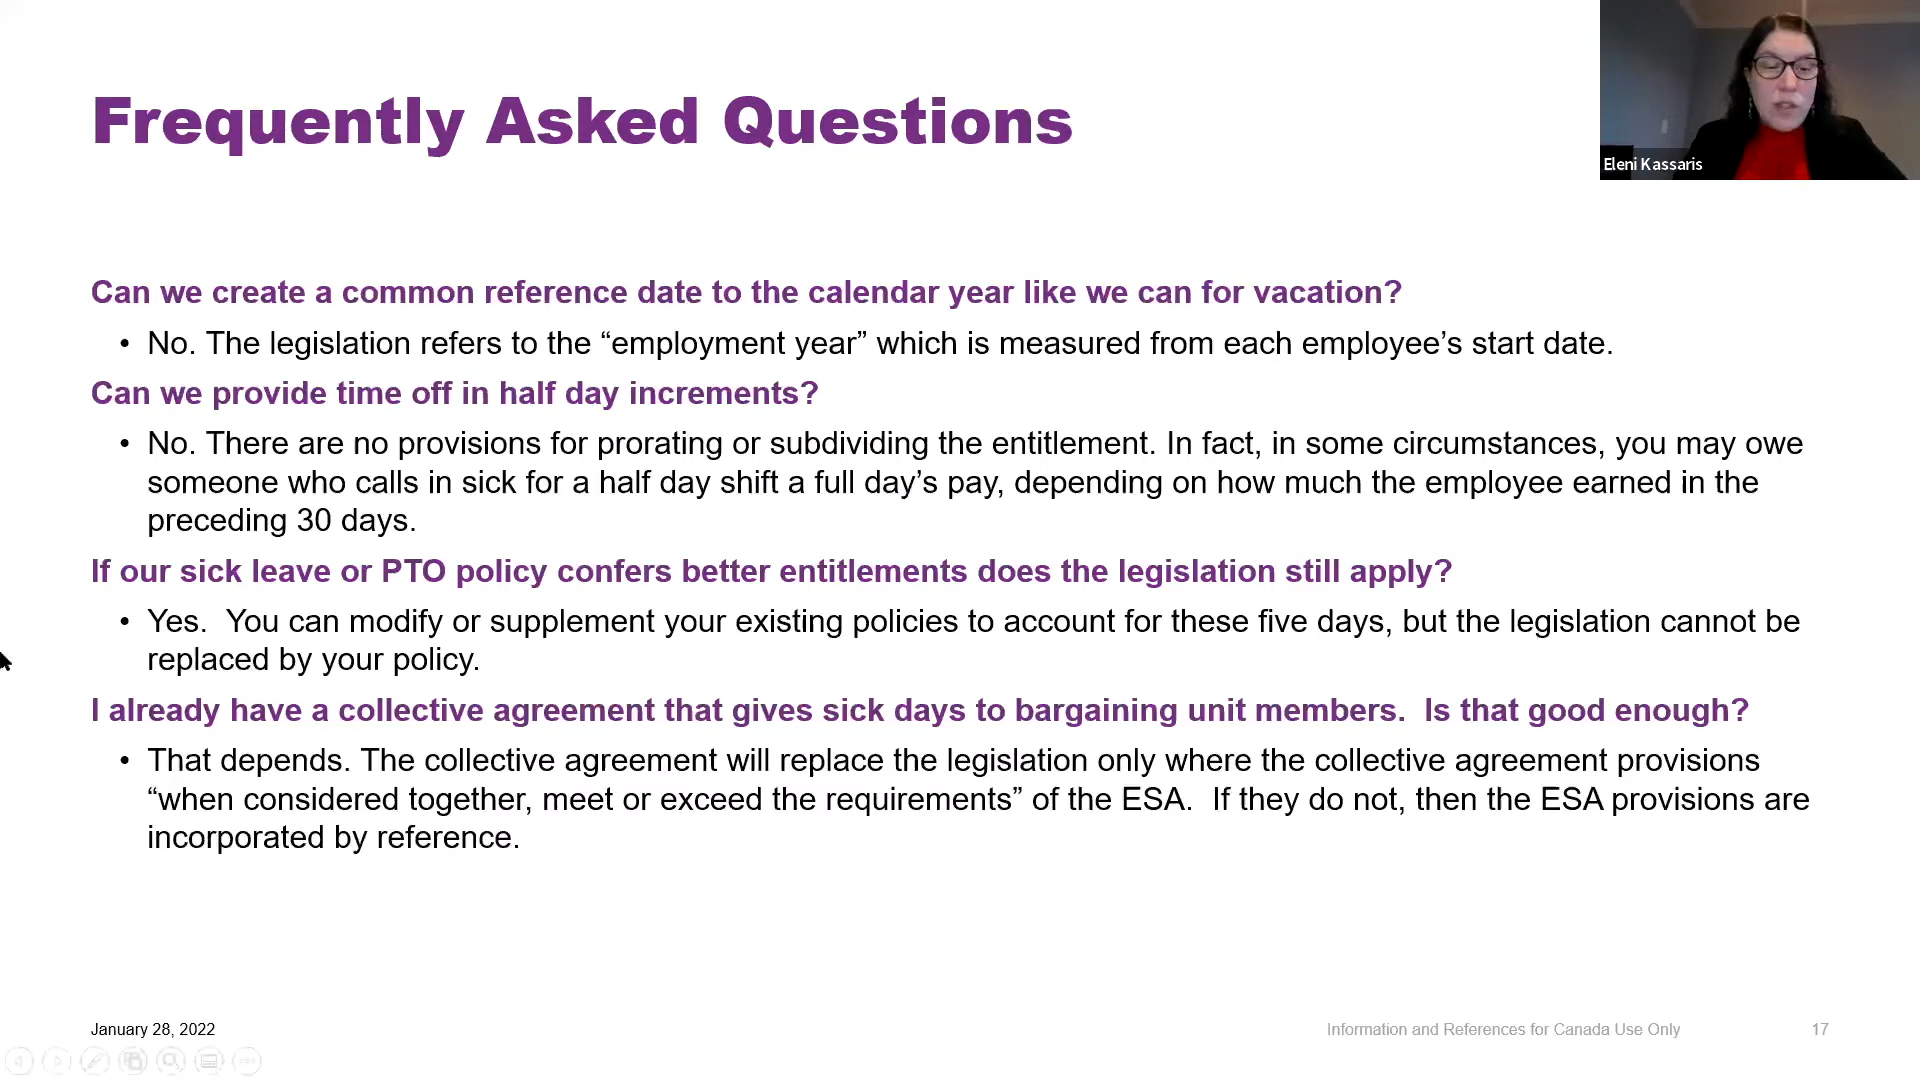 Frequently Asked Questions
Eleni Kassaris
Can we create a common reference date to the calendar year like we can for vacation?
• No. The legislation refers to the “employment year” which is measured from each employee’s start date.
Can we provide time off in half day increments?
• No. There are no provisions for prorating or subdividing the entitlement. In fact, in some circumstances, you may owe
someone who calls in sick for a half day shift a full day’s pay, depending on how much the employee earned in the
preceding 30 days.
If our sick leave or PTO policy confers better entitlements does the legislation still apply?
• Yes.  You can modify or supplement your existing policies to account for these five days, but the legislation cannot be
replaced by your policy.
I already have a collective agreement that gives sick days to bargaining unit members.  Is that good enough?
• That depends. The collective agreement will replace the legislation only where the collective agreement provisions
“when considered together, meet or exceed the requirements” of the ESA.  If they do not, then the ESA provisions are
incorporated by reference.
January 28, 2022
Information and References for Canada Use Only
17